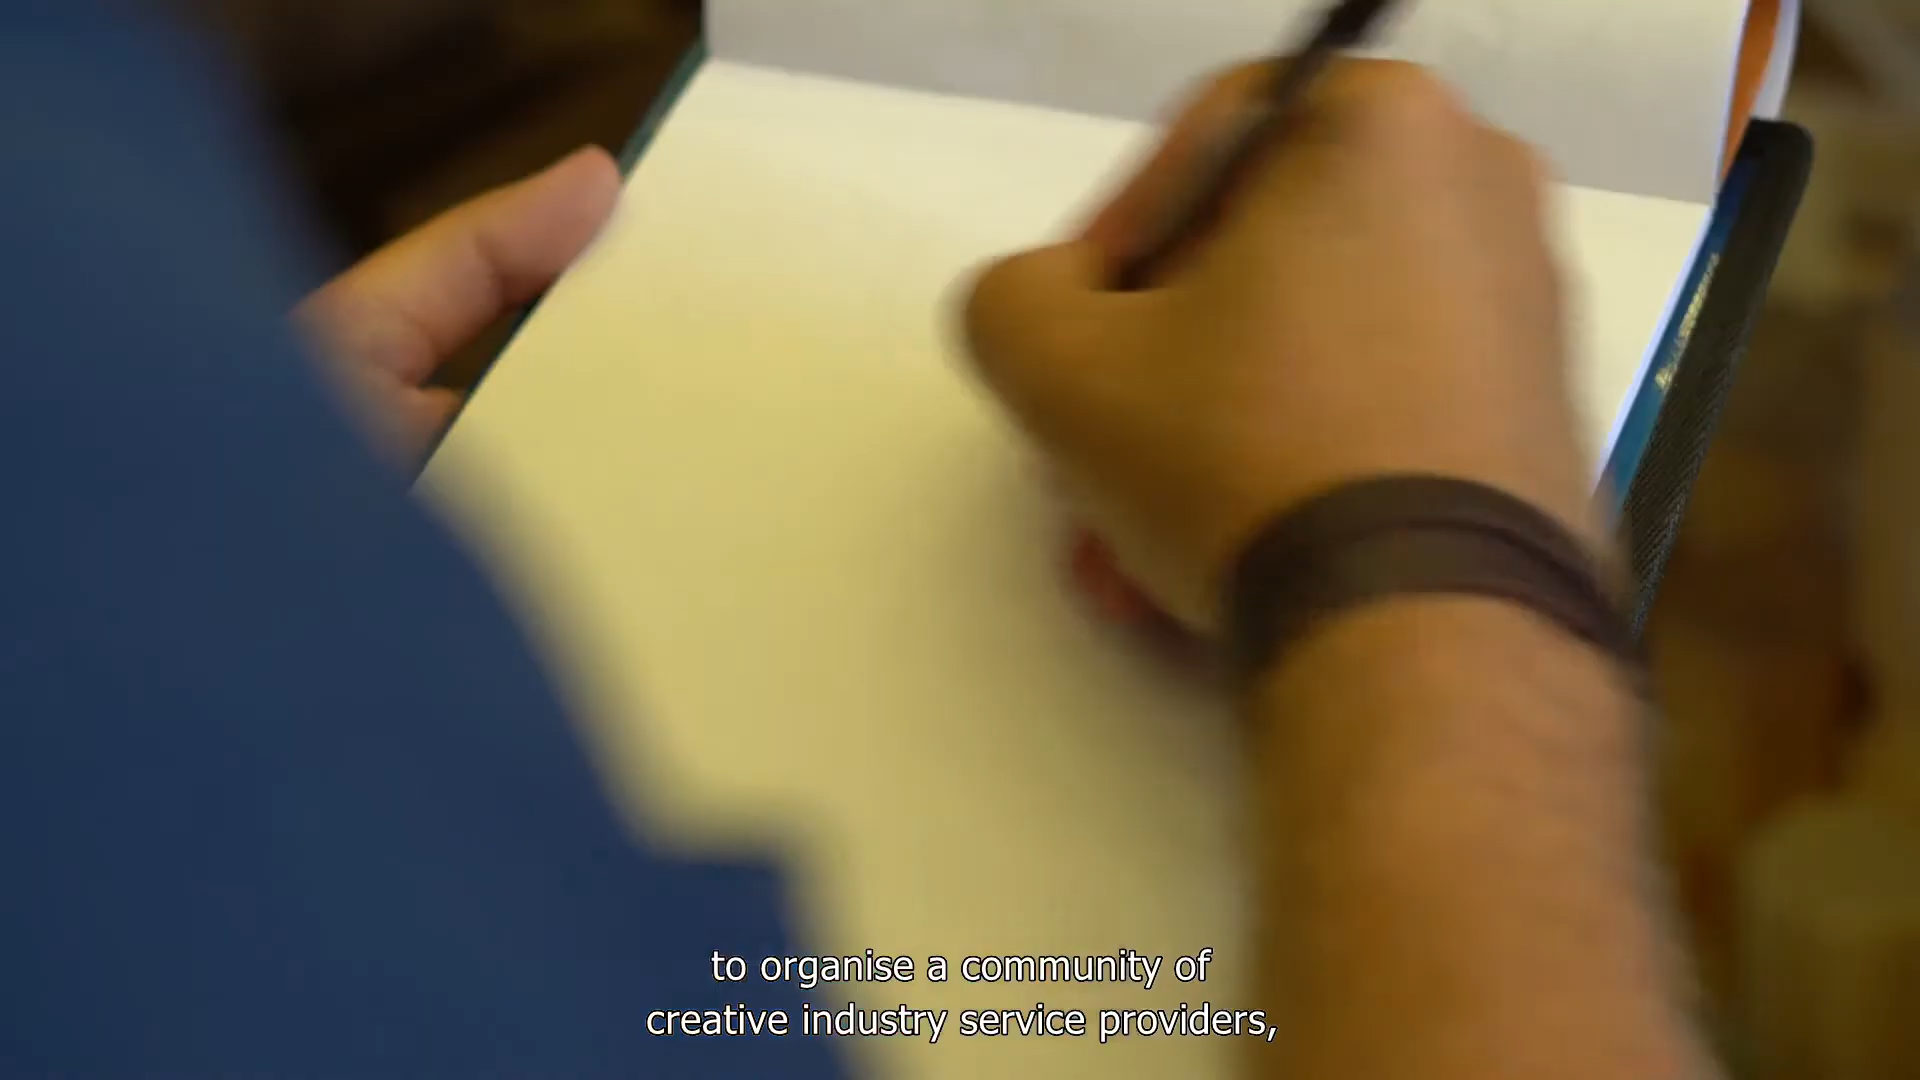 to organise a community of
creative industry service providers,